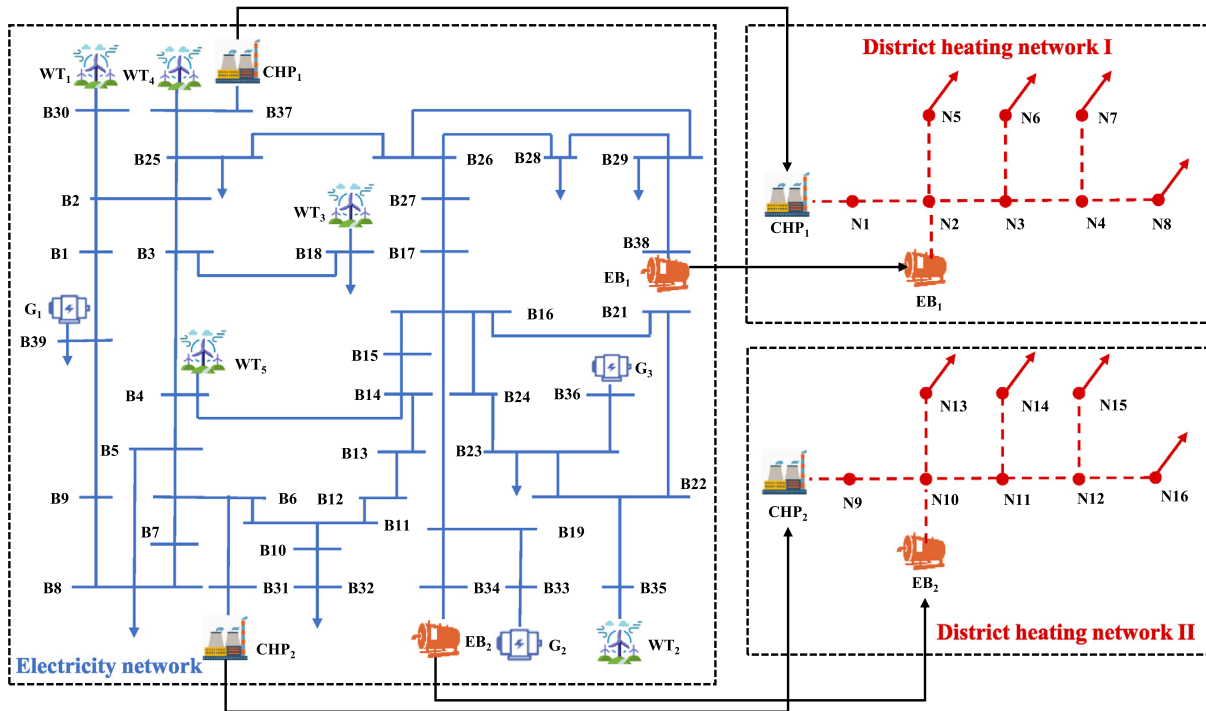 District heating network I
WT₁
WT₄
CHP₁
B30
B37
N5
N6
N7
B25
B26
B28
B29
B2
WT₃
B27
CHP₁
N1
N2
N3
N4
N8
B1
B3
B18
B17
B38
EB₁
EB₁
G₁
B16
B21
B39
WT₅
B15
G₃
B4
B14
B24
B36
N13
N14
N15
B5
B13
B23
B9
B6
B12
B11
B22
CHP₂
N9
N10
N11
N12
N16
B7
B10
B19
B8
B31
B32
B34
B33
B35
EB₂
CHP₂
EB₂
G₂
WT₂
District heating network II
Electricity network